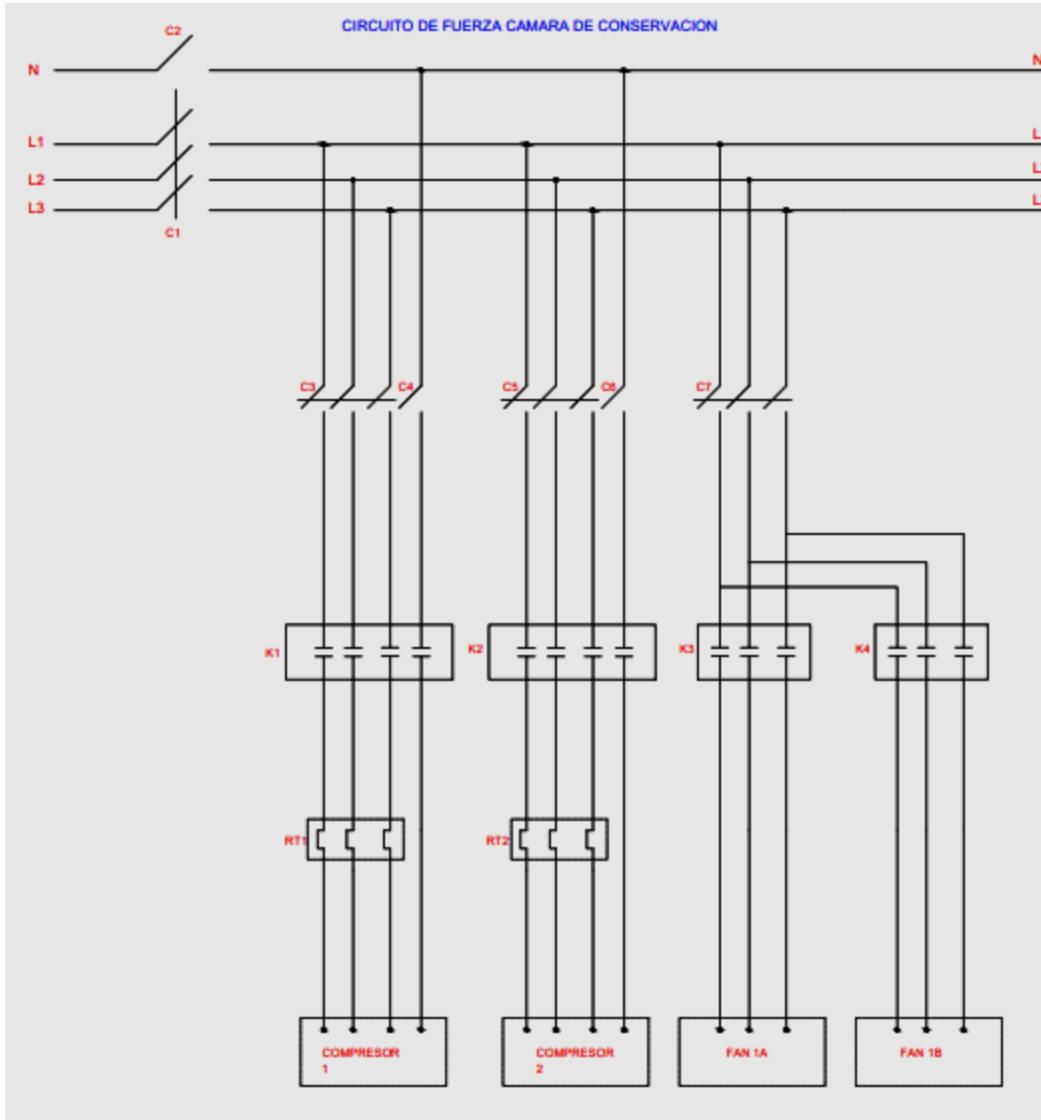 CIRCUITO DE FUERZA CAMARA DE CONSERVACION
C2
N
N
L1
L2
L3
C1
C3
C4
C5
C6
C7
K1
K2
K3
K4
RT1
RT2
COMPRESOR
1
COMPRESOR
2
FAN 1A
FAN 1B